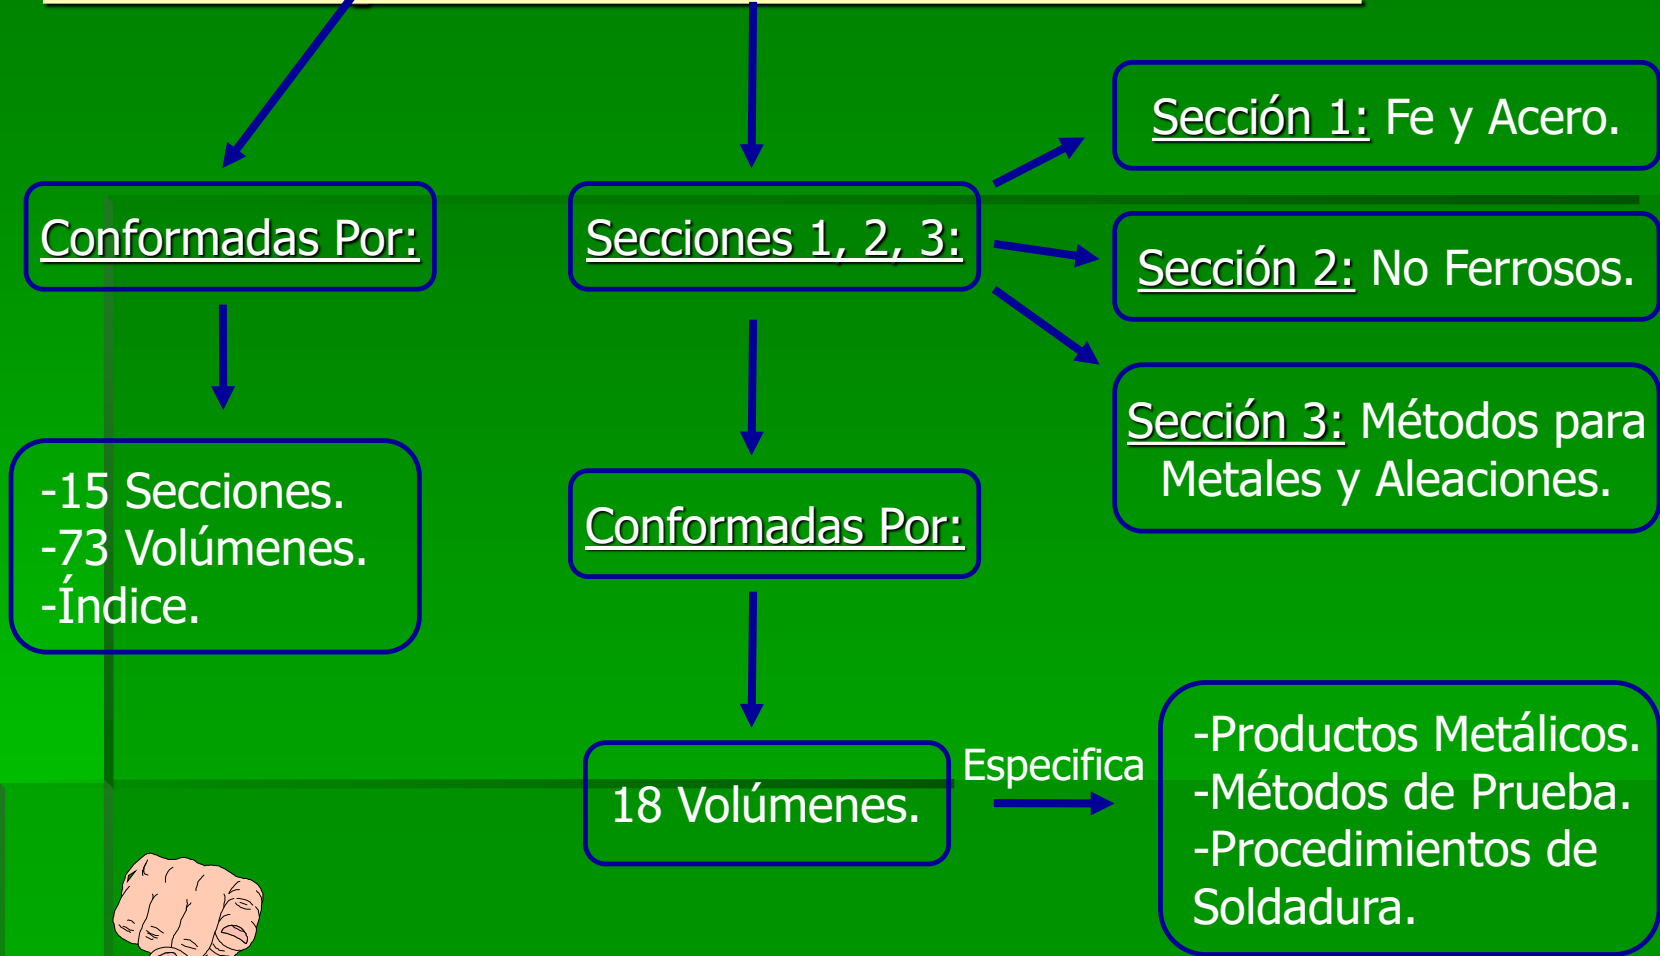 Conformadas Por:
-15 Secciones.
-73 Volúmenes.
-Índice.
Secciones 1, 2, 3:
Sección 1: Fe y Acero.
Sección 2: No Ferrosos.
Sección 3: Métodos para
Metales y Aleaciones.
Conformadas Por:
18 Volúmenes.
Especifica
-Productos Metálicos.
-Métodos de Prueba.
-Procedimientos de
Soldadura.